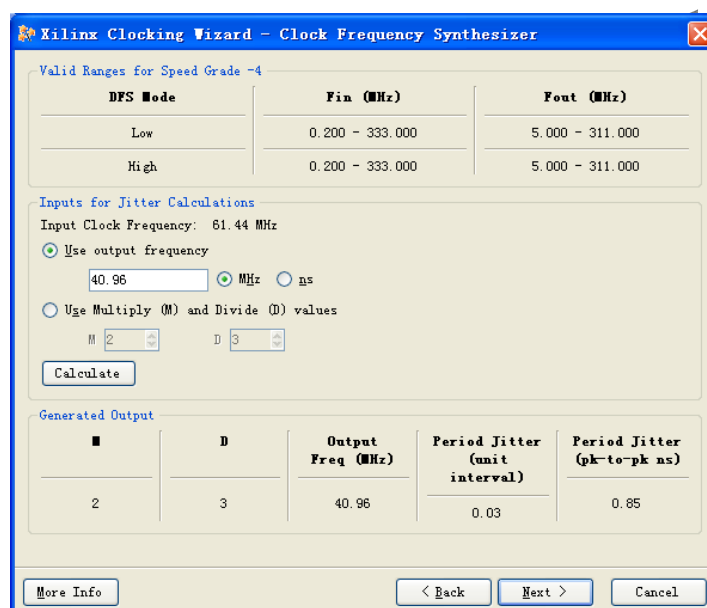 Xilinx Clocking Wizard - Clock Frequency Synthesizer
Valid Ranges for Speed Grade -4
DFS Mode Fin (MHz) Fout (MHz)
Low 0.200 - 333.000 5.000 - 311.000
High 0.200 - 333.000 5.000 - 311.000
Inputs for Jitter Calculations
Input Clock Frequency: 61.44 MHz
Use output frequency
40.96 MHz ns
Use Multiply (M) and Divide (D) values
M 2 D 3
Calculate
Generated Output
M D Output Freq (MHz) Period Jitter (unit interval) Period Jitter (pk-to-pk ns)
2 3 40.96 0.03 0.85
More Info < Back Next > Cancel